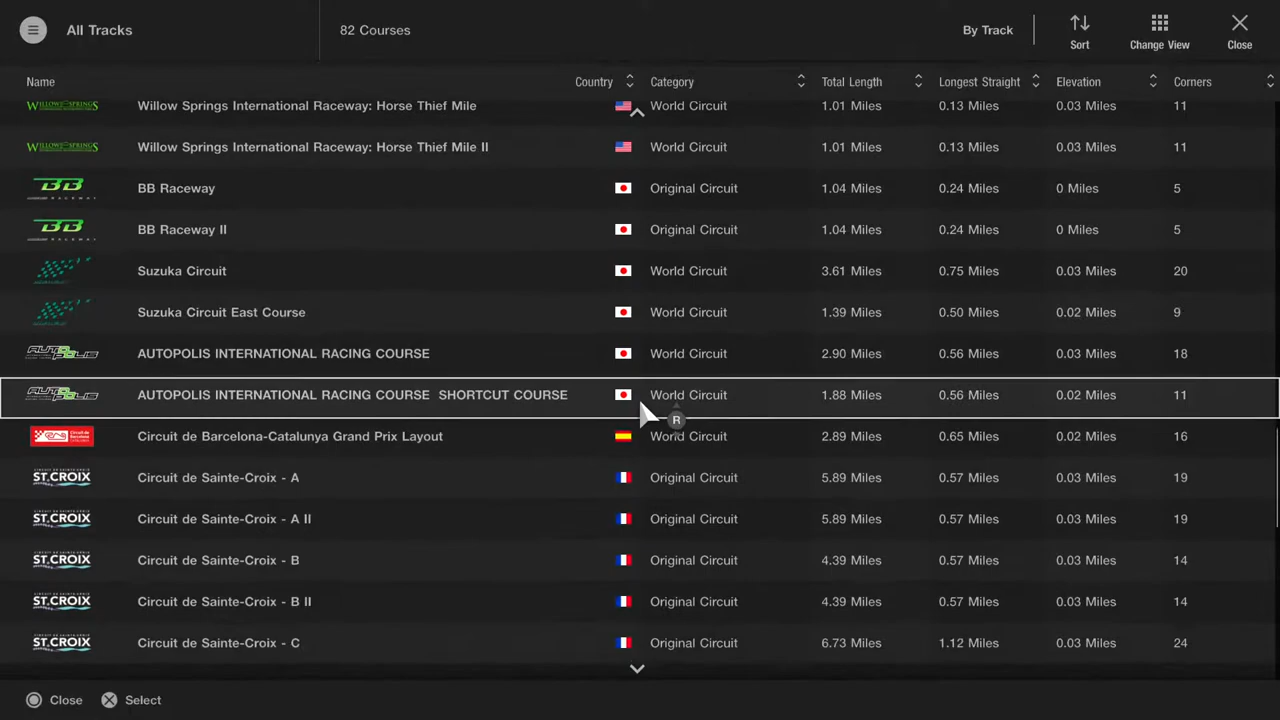 All Tracks 82 Courses By Track Sort Change View Close
Name Country Category Total Length Longest Straight Elevation Corners
WILLOW SPRINGS Willow Springs International Raceway: Horse Thief Mile World Circuit 1.01 Miles 0.13 Miles 0.03 Miles 11
WILLOW SPRINGS Willow Springs International Raceway: Horse Thief Mile II World Circuit 1.01 Miles 0.13 Miles 0.03 Miles 11
BB RACEWAY BB Raceway Original Circuit 1.04 Miles 0.24 Miles 0 Miles 5
BB RACEWAY BB Raceway II Original Circuit 1.04 Miles 0.24 Miles 0 Miles 5
Suzuka Circuit World Circuit 3.61 Miles 0.75 Miles 0.03 Miles 20
Suzuka Circuit East Course World Circuit 1.39 Miles 0.50 Miles 0.02 Miles 9
AUTOPOLIS AUTOPOLIS INTERNATIONAL RACING COURSE World Circuit 2.90 Miles 0.56 Miles 0.03 Miles 18
AUTOPOLIS AUTOPOLIS INTERNATIONAL RACING COURSE SHORTCUT COURSE World Circuit 1.88 Miles 0.56 Miles 0.02 Miles 11
R
Circuit de Barcelona-Catalunya Grand Prix Layout World Circuit 2.89 Miles 0.65 Miles 0.02 Miles 16
ST.CROIX Circuit de Sainte-Croix - A Original Circuit 5.89 Miles 0.57 Miles 0.03 Miles 19
ST.CROIX Circuit de Sainte-Croix - A II Original Circuit 5.89 Miles 0.57 Miles 0.03 Miles 19
ST.CROIX Circuit de Sainte-Croix - B Original Circuit 4.39 Miles 0.57 Miles 0.03 Miles 14
ST.CROIX Circuit de Sainte-Croix - B II Original Circuit 4.39 Miles 0.57 Miles 0.03 Miles 14
ST.CROIX Circuit de Sainte-Croix - C Original Circuit 6.73 Miles 1.12 Miles 0.03 Miles 24
Close Select